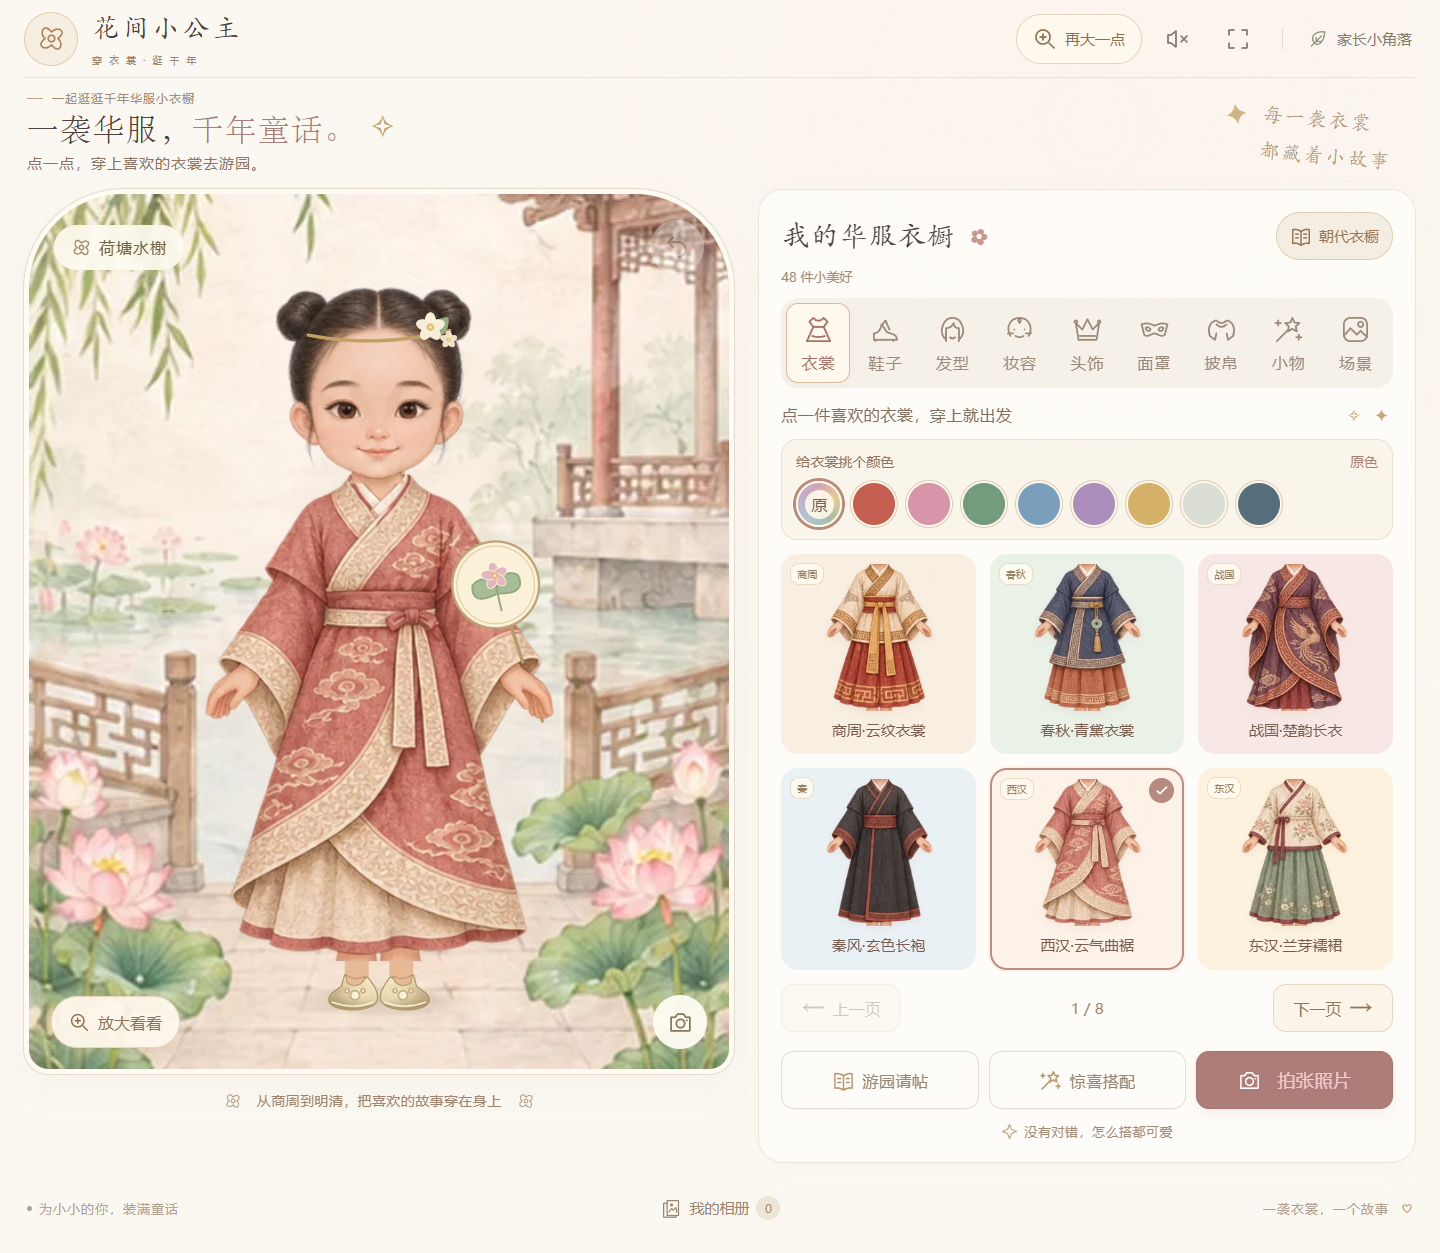 花间小公主
穿衣裳·逛千年
再大一点
家长小角落
一起逛逛千年华服小衣橱
一袭华服，千年童话。
点一点，穿上喜欢的衣裳去游园。
每一袭衣裳
都藏着小故事
荷塘水榭
放大看看
从商周到明清，把喜欢的故事穿在身上
我的华服衣橱
朝代衣橱
48 件小美好
衣裳 鞋子 发型 妆容 头饰 面罩 披帛 小物 场景
点一件喜欢的衣裳，穿上就出发
给衣裳挑个颜色 原色
原
商周 春秋 战国
商周·云纹衣裳 春秋·青黛衣裳 战国·楚韵长衣
秦 西汉 东汉
秦风·玄色长袍 西汉·云气曲裾 东汉·兰芽襦裙
← 上一页 1 / 8 下一页 →
游园请帖 惊喜搭配 拍张照片
没有对错，怎么搭都可爱
• 为小小的你，装满童话 我的相册 0 一袭衣裳，一个故事